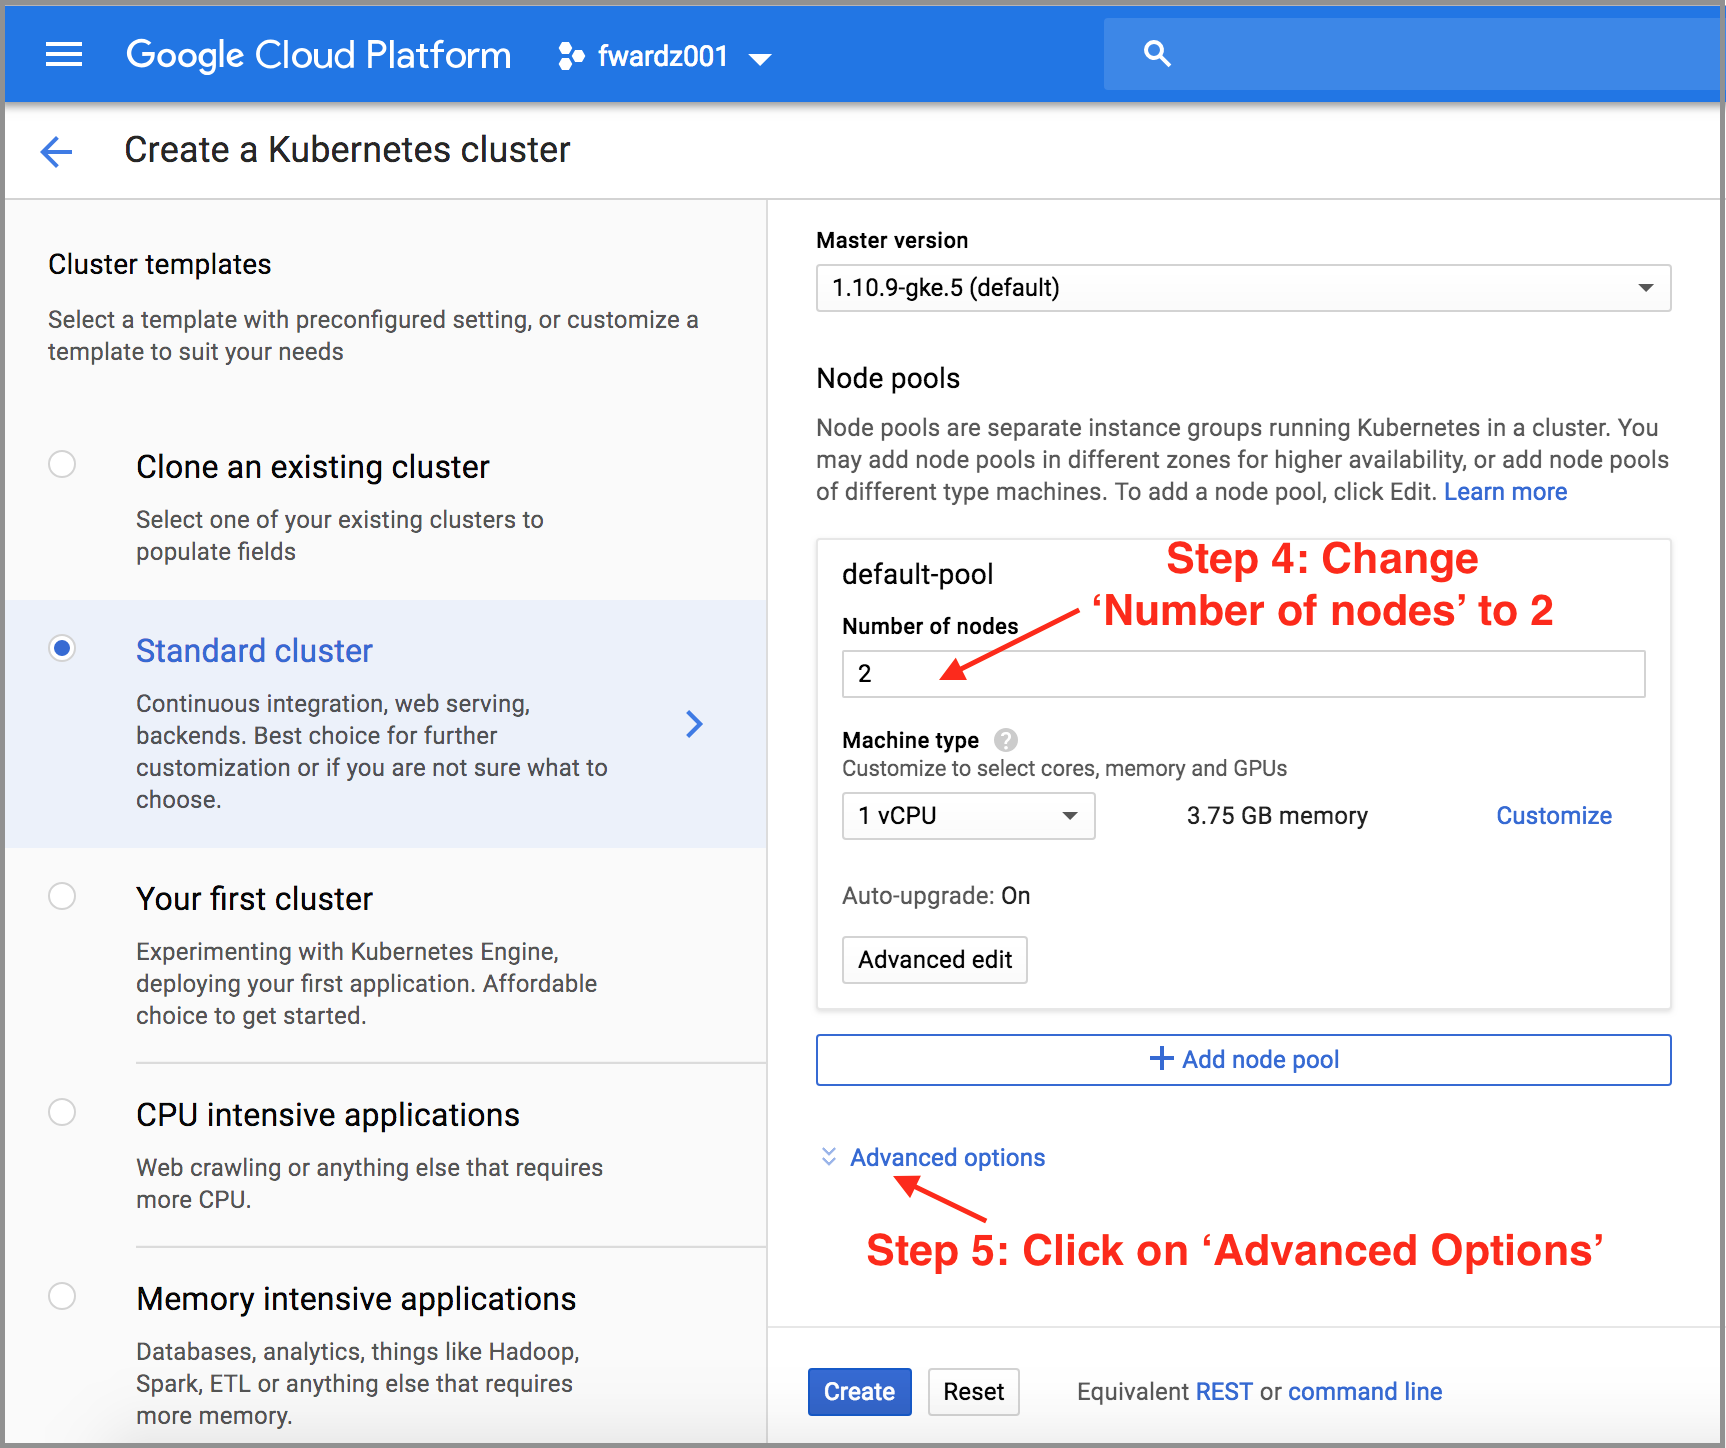 Google Cloud Platform
fwardz001
Create a Kubernetes cluster
Cluster templates
Select a template with preconfigured setting, or customize a
template to suit your needs
Clone an existing cluster
Select one of your existing clusters to
populate fields
Standard cluster
Continuous integration, web serving,
backends. Best choice for further
customization or if you are not sure what to
choose.
Your first cluster
Experimenting with Kubernetes Engine,
deploying your first application. Affordable
choice to get started.
CPU intensive applications
Web crawling or anything else that requires
more CPU.
Memory intensive applications
Databases, analytics, things like Hadoop,
Spark, ETL or anything else that requires
more memory.
Master version
1.10.9-gke.5 (default)
Node pools
Node pools are separate instance groups running Kubernetes in a cluster. You
may add node pools in different zones for higher availability, or add node pools
of different type machines. To add a node pool, click Edit. Learn more
default-pool
Step 4: Change
‘Number of nodes’ to 2
Number of nodes
2
Machine type ?
Customize to select cores, memory and GPUs
1 vCPU
3.75 GB memory
Customize
Auto-upgrade: On
Advanced edit
+ Add node pool
Advanced options
Step 5: Click on ‘Advanced Options’
Create
Reset
Equivalent REST or command line